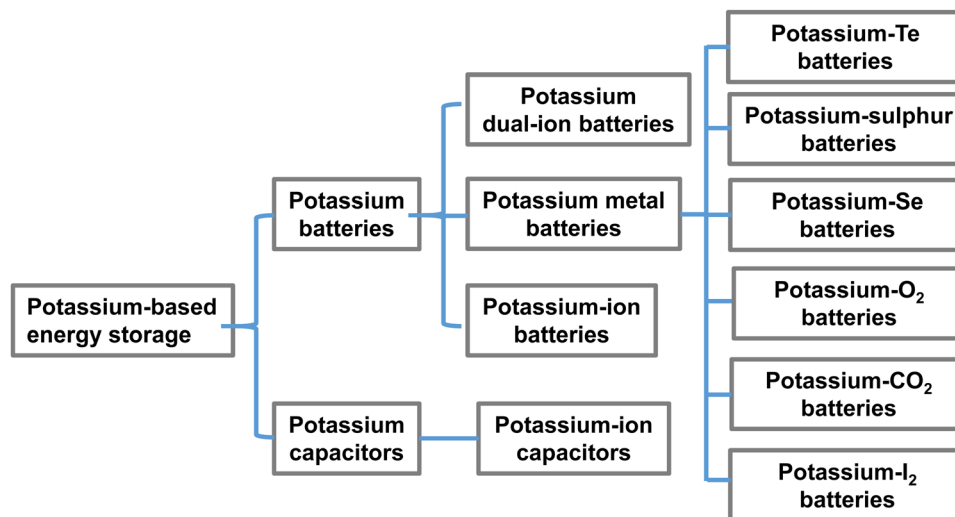 Potassium-based
energy storage
Potassium
batteries
Potassium
capacitors
Potassium
dual-ion batteries
Potassium metal
batteries
Potassium-ion
batteries
Potassium-ion
capacitors
Potassium-Te
batteries
Potassium-sulphur
batteries
Potassium-Se
batteries
Potassium-O₂
batteries
Potassium-CO₂
batteries
Potassium-I₂
batteries